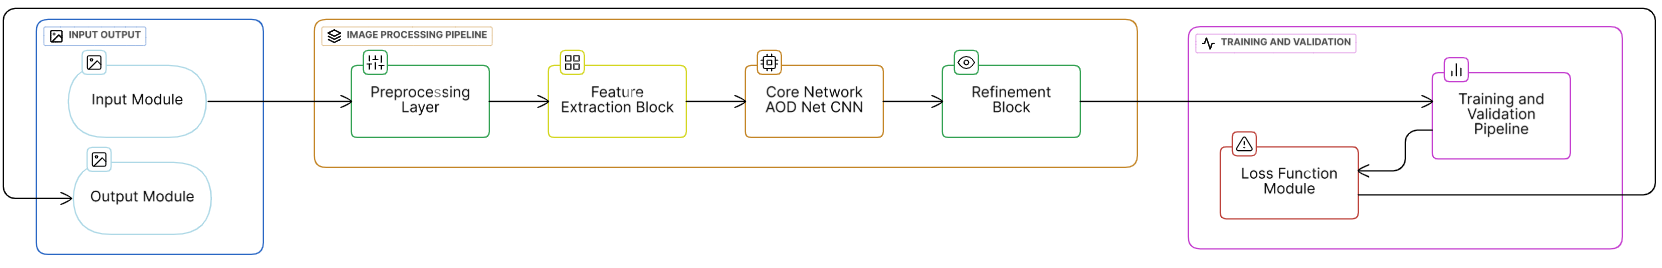 INPUT OUTPUT
Input Module
Output Module
IMAGE PROCESSING PIPELINE
Preprocessing
Layer
Feature
Extraction Block
Core Network
AOD Net CNN
Refinement
Block
TRAINING AND VALIDATION
Training and
Validation
Pipeline
Loss Function
Module